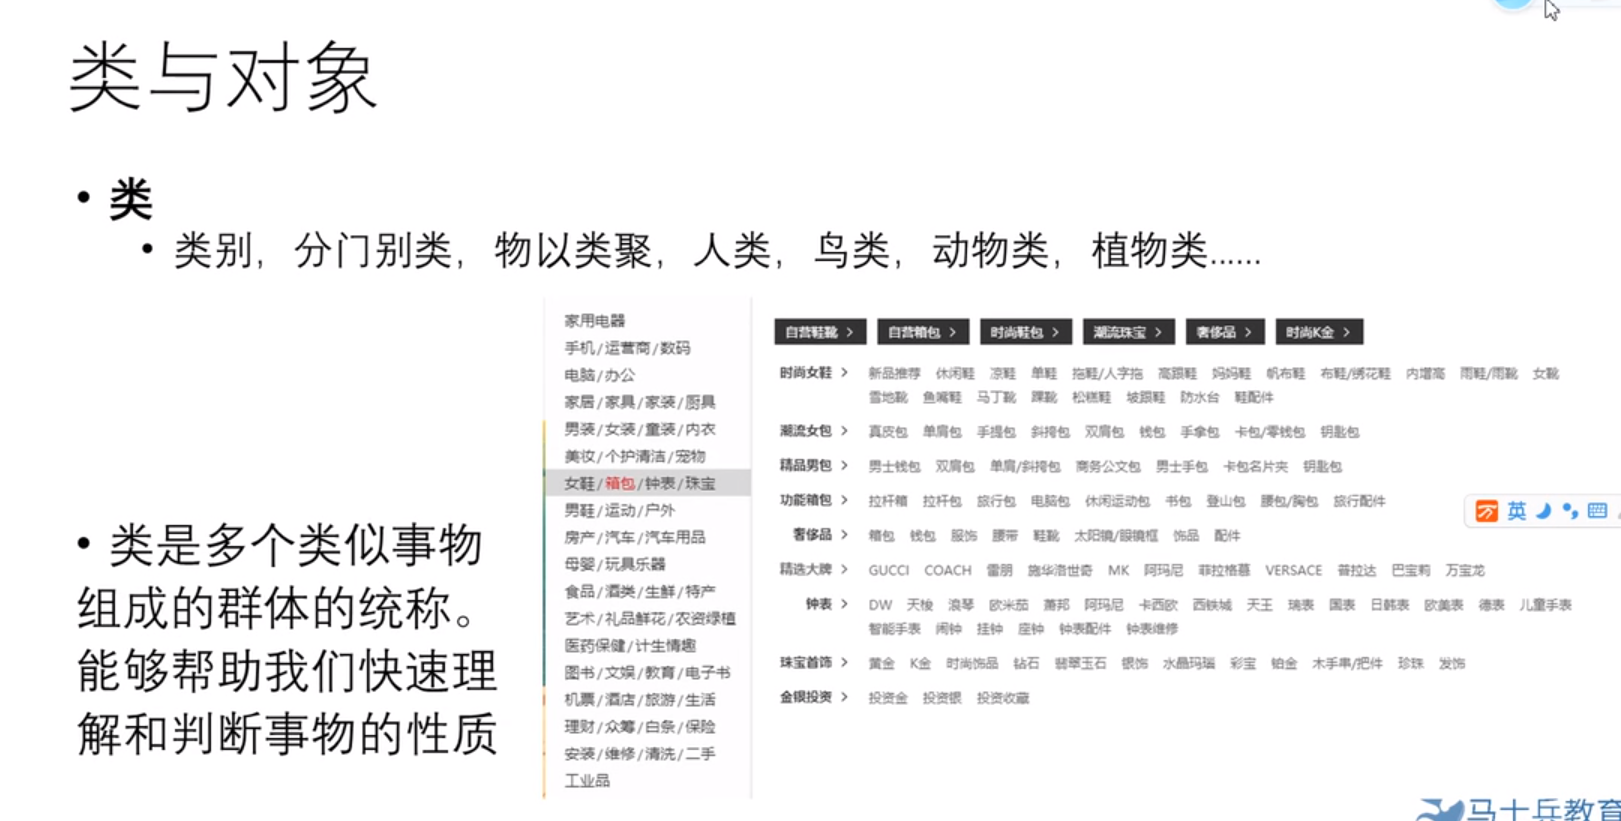 类与对象
• 类
• 类别，分门别类，物以类聚，人类，鸟类，动物类，植物类......
• 类是多个类似事物
组成的群体的统称。
能够帮助我们快速理
解和判断事物的性质
家用电器
手机/运营商/数码
电脑/办公
家居/家具/家装/厨具
男装/女装/童装/内衣
美妆/个护清洁/宠物
女鞋/箱包/钟表/珠宝
男鞋/运动/户外
房产/汽车/汽车用品
母婴/玩具乐器
食品/酒类/生鲜/特产
艺术/礼品鲜花/农资绿植
医药保健/计生情趣
图书/文娱/教育/电子书
机票/酒店/旅游/生活
理财/众筹/白条/保险
安装/维修/清洗/二手
工业品
自营鞋靴 > 自营箱包 > 时尚鞋包 > 潮流珠宝 > 奢侈品 > 时尚K金 >
时尚女鞋 > 新品推荐 休闲鞋 凉鞋 单鞋 拖鞋/人字拖 高跟鞋 妈妈鞋 帆布鞋 布鞋/绣花鞋 内增高 雨鞋/雨靴 女靴
雪地靴 鱼嘴鞋 马丁靴 踝靴 松糕鞋 坡跟鞋 防水台 鞋配件
潮流女包 > 真皮包 单肩包 手提包 斜挎包 双肩包 钱包 手拿包 卡包/零钱包 钥匙包
精品男包 > 男士钱包 双肩包 单肩/斜挎包 商务公文包 男士手包 卡包名片夹 钥匙包
功能箱包 > 拉杆箱 拉杆包 旅行包 电脑包 休闲运动包 书包 登山包 腰包/胸包 旅行配件
奢侈品 > 箱包 钱包 服饰 腰带 鞋靴 太阳镜/眼镜框 饰品 配件
精选大牌 > GUCCI COACH 雷朋 施华洛世奇 MK 阿玛尼 菲拉格慕 VERSACE 普拉达 巴宝莉 万宝龙
钟表 > DW 天梭 浪琴 欧米茄 萧邦 阿玛尼 卡西欧 西铁城 天王 瑞表 国表 日韩表 欧美表 德表 儿童手表
智能手表 闹钟 挂钟 座钟 钟表配件 钟表维修
珠宝首饰 > 黄金 K金 时尚饰品 钻石 翡翠玉石 银饰 水晶玛瑙 彩宝 铂金 木手串/把件 珍珠 发饰
金银投资 > 投资金 投资银 投资收藏
英
马士兵教育